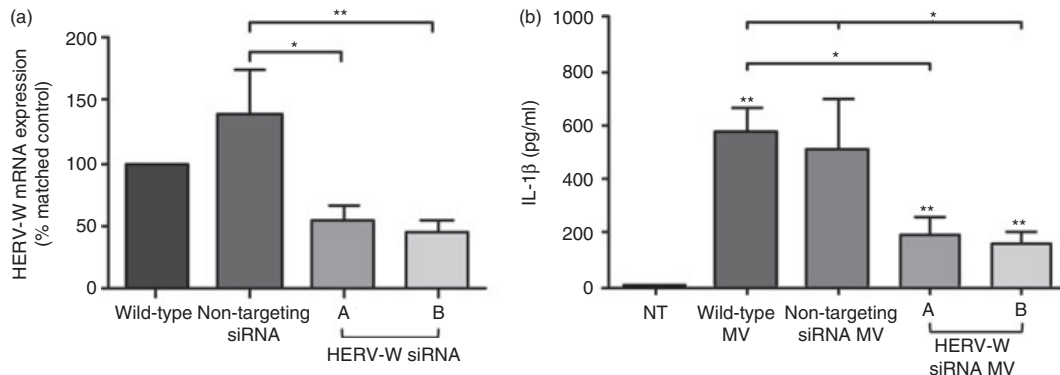 (a)
HERV-W mRNA expression
(% matched control)
200
150
100
50
0
*
**
Wild-type
Non-targeting
siRNA
A
B
HERV-W siRNA
(b)
IL-1β (pg/ml)
1000
800
600
400
200
0
*
*
**
**
**
NT
Wild-type
MV
Non-targeting
siRNA MV
A
B
HERV-W
siRNA MV